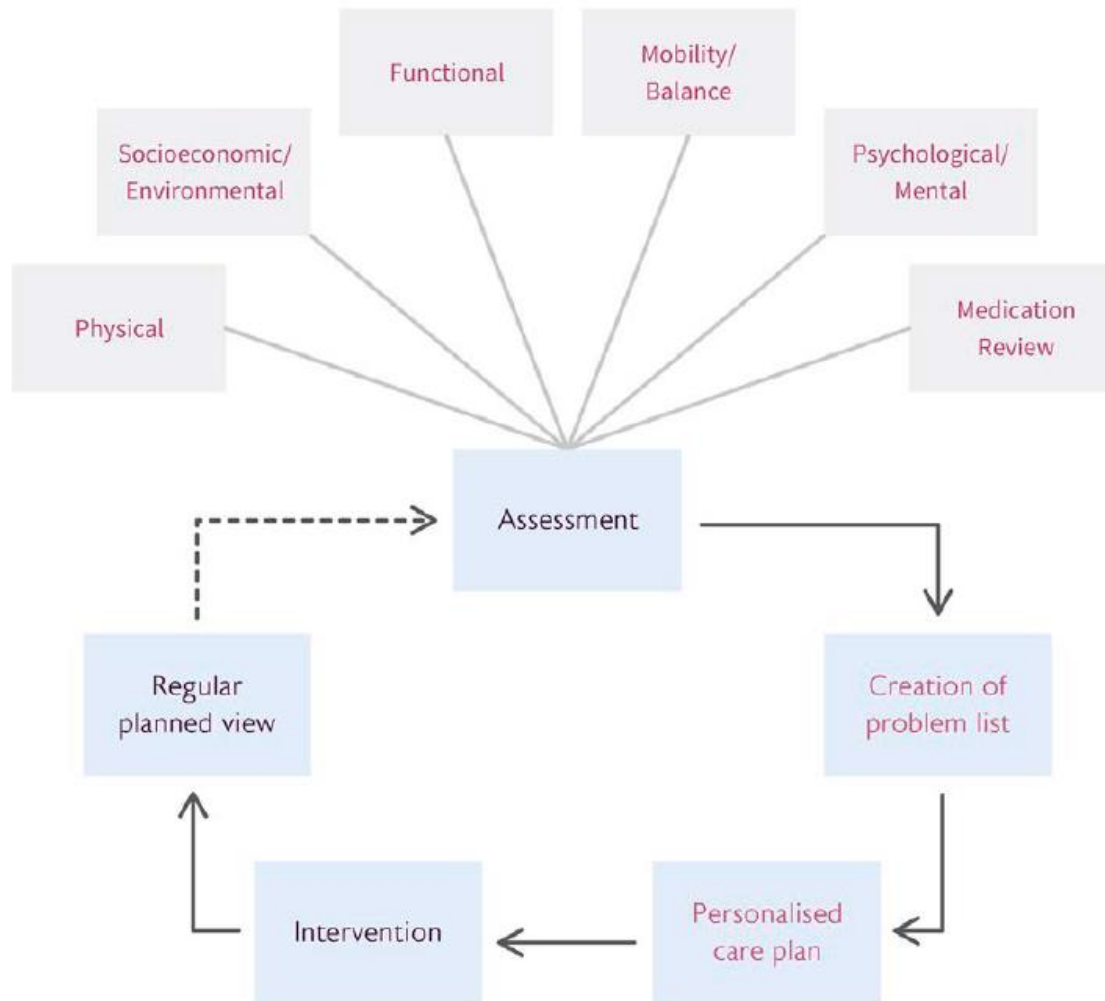 Functional
Mobility/
Balance
Socioeconomic/
Environmental
Psychological/
Mental
Physical
Medication
Review
Assessment
Regular
planned view
Creation of
problem list
Intervention
Personalised
care plan